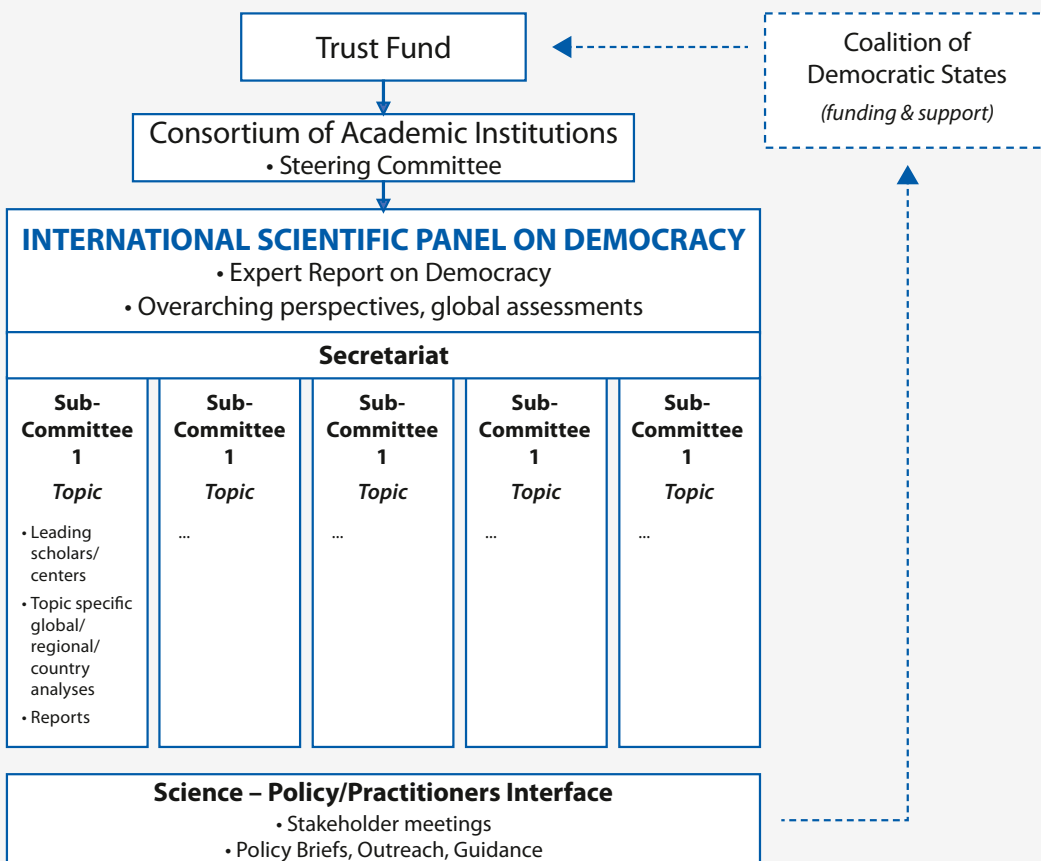 Trust Fund
Coalition of
Democratic States
(funding & support)
Consortium of Academic Institutions
• Steering Committee
INTERNATIONAL SCIENTIFIC PANEL ON DEMOCRACY
• Expert Report on Democracy
• Overarching perspectives, global assessments
Secretariat
Sub-
Committee
1
Topic
• Leading
scholars/
centers
• Topic specific
global/
regional/
country
analyses
• Reports
Sub-
Committee
1
Topic
...
Sub-
Committee
1
Topic
...
Sub-
Committee
1
Topic
...
Sub-
Committee
1
Topic
...
Science – Policy/Practitioners Interface
• Stakeholder meetings
• Policy Briefs, Outreach, Guidance